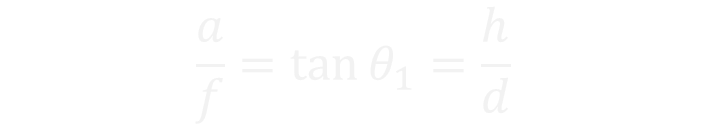 a/f = tan θ₁ = h/d